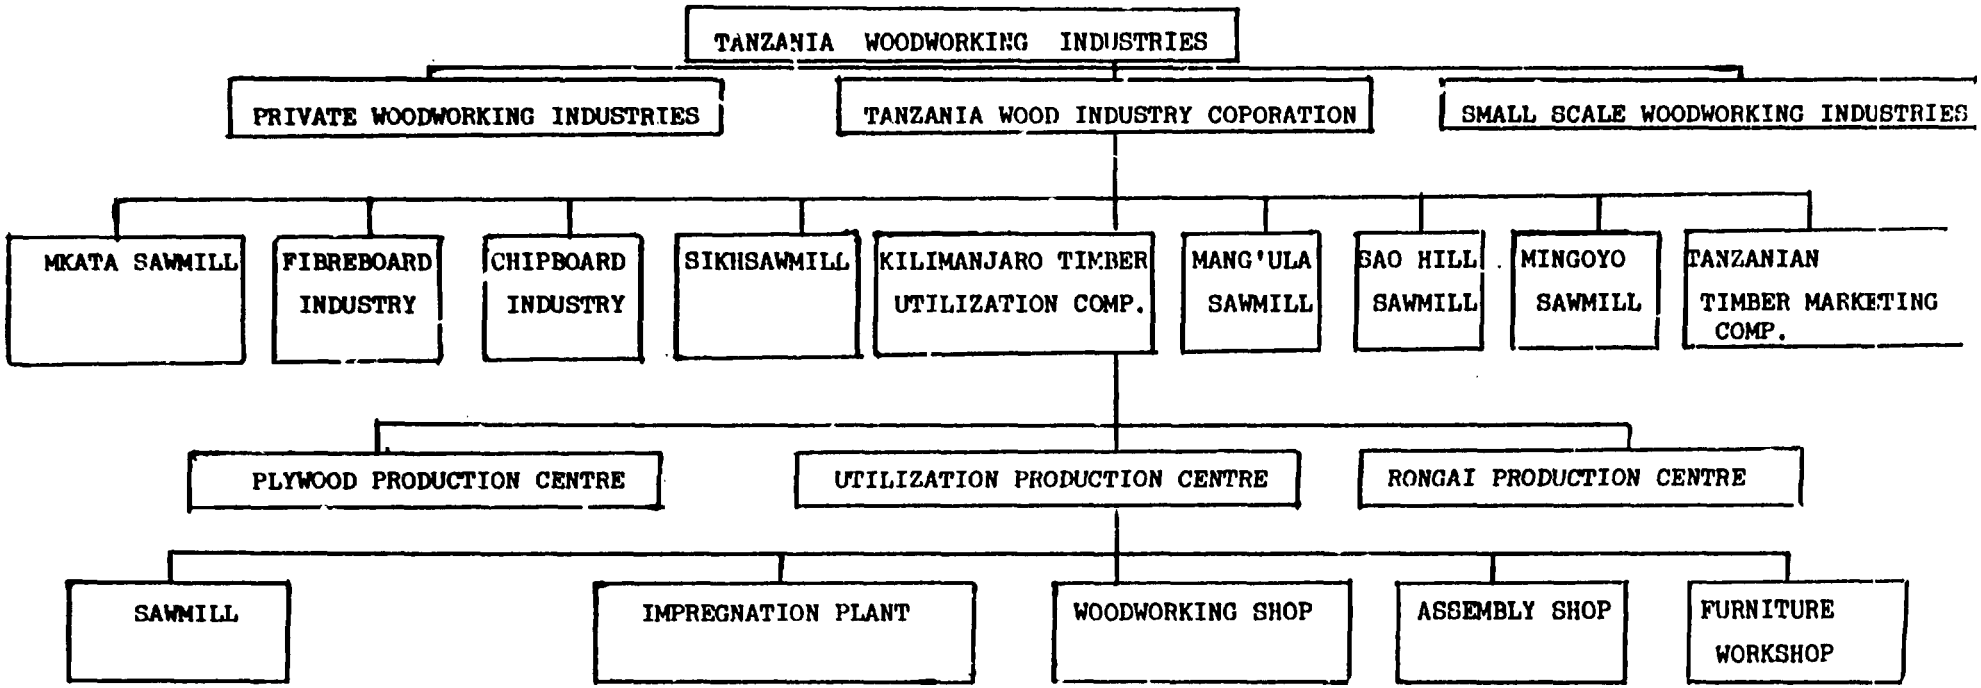 TANZANIA WOODWORKING INDUSTRIES
PRIVATE WOODWORKING INDUSTRIES
TANZANIA WOOD INDUSTRY COPORATION
SMALL SCALE WOODWORKING INDUSTRIES
MKATA SAWMILL
FIBREBOARD
INDUSTRY
CHIPBOARD
INDUSTRY
SIKHSAWMILL
KILIMANJARO TIMBER
UTILIZATION COMP.
MANG'ULA
SAWMILL
SAO HILL
SAWMILL
MINGOYO
SAWMILL
TANZANIAN
TIMBER MARKETING
COMP.
PLYWOOD PRODUCTION CENTRE
UTILIZATION PRODUCTION CENTRE
RONGAI PRODUCTION CENTRE
SAWMILL
IMPREGNATION PLANT
WOODWORKING SHOP
ASSEMBLY SHOP
FURNITURE
WORKSHOP